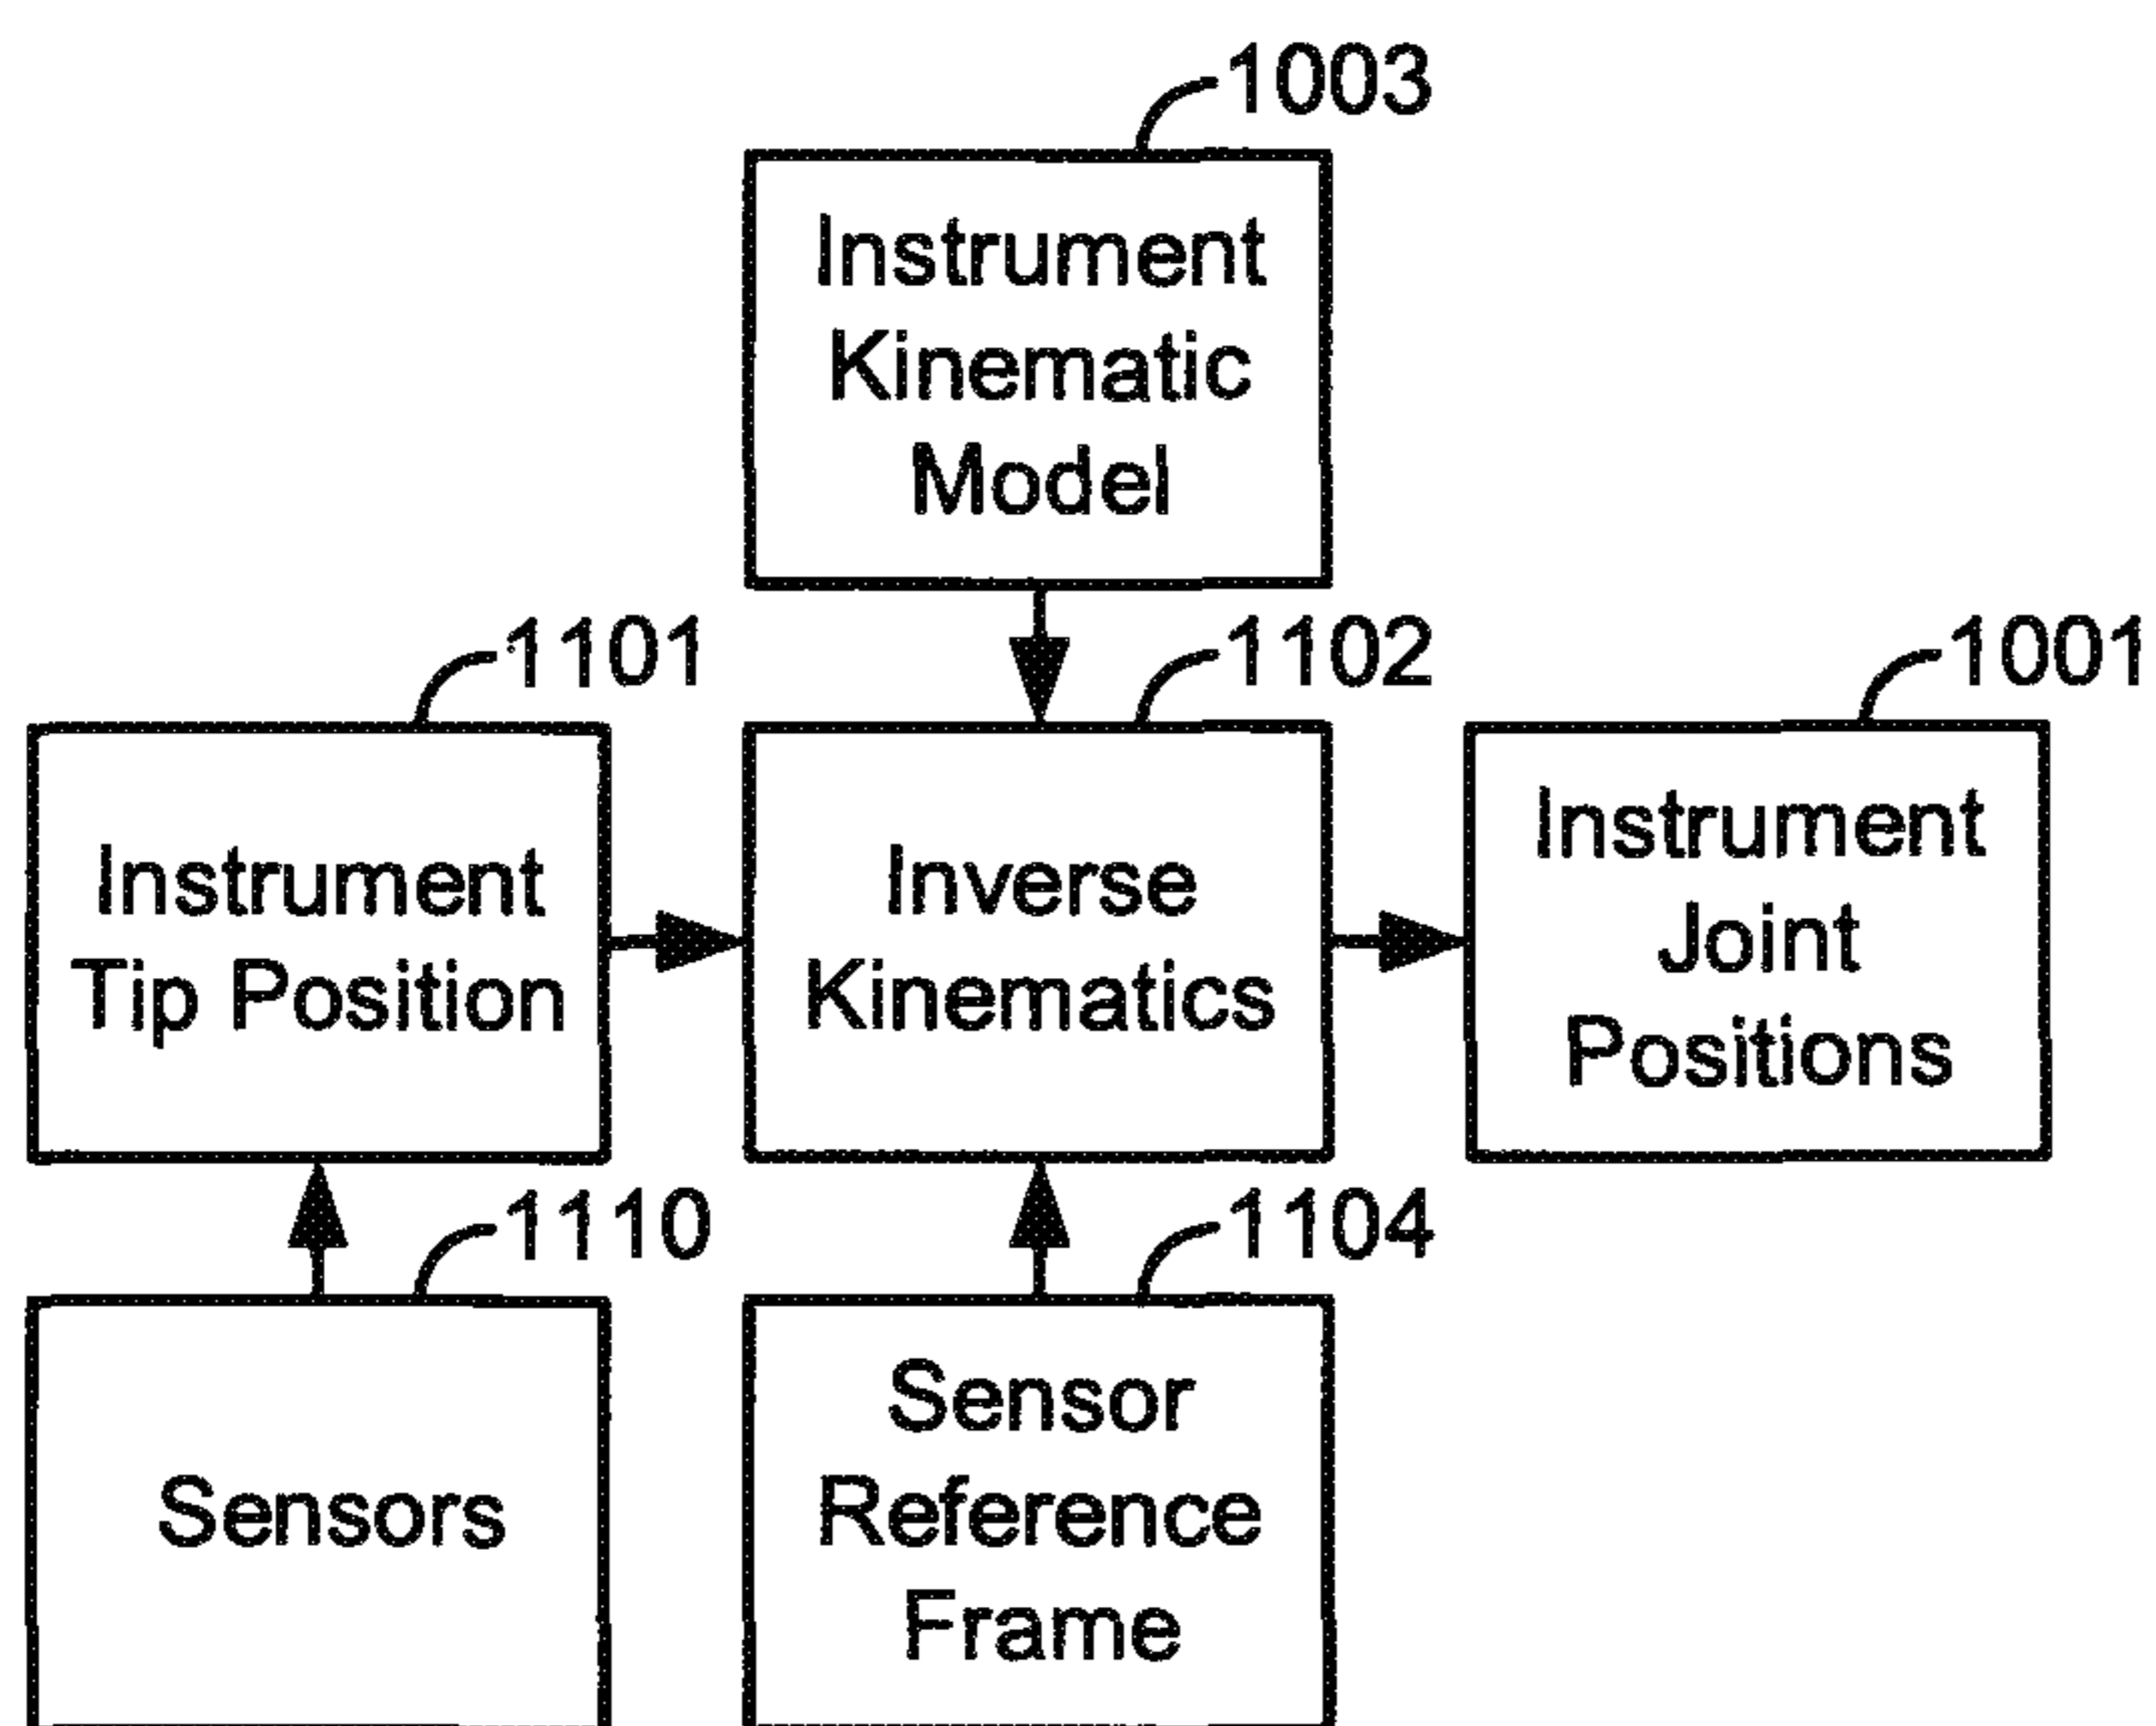 1003
Instrument
Kinematic
Model
1101
1102
1001
Instrument
Tip Position
Inverse
Kinematics
Instrument
Joint
Positions
1110
1104
Sensors
Sensor
Reference
Frame